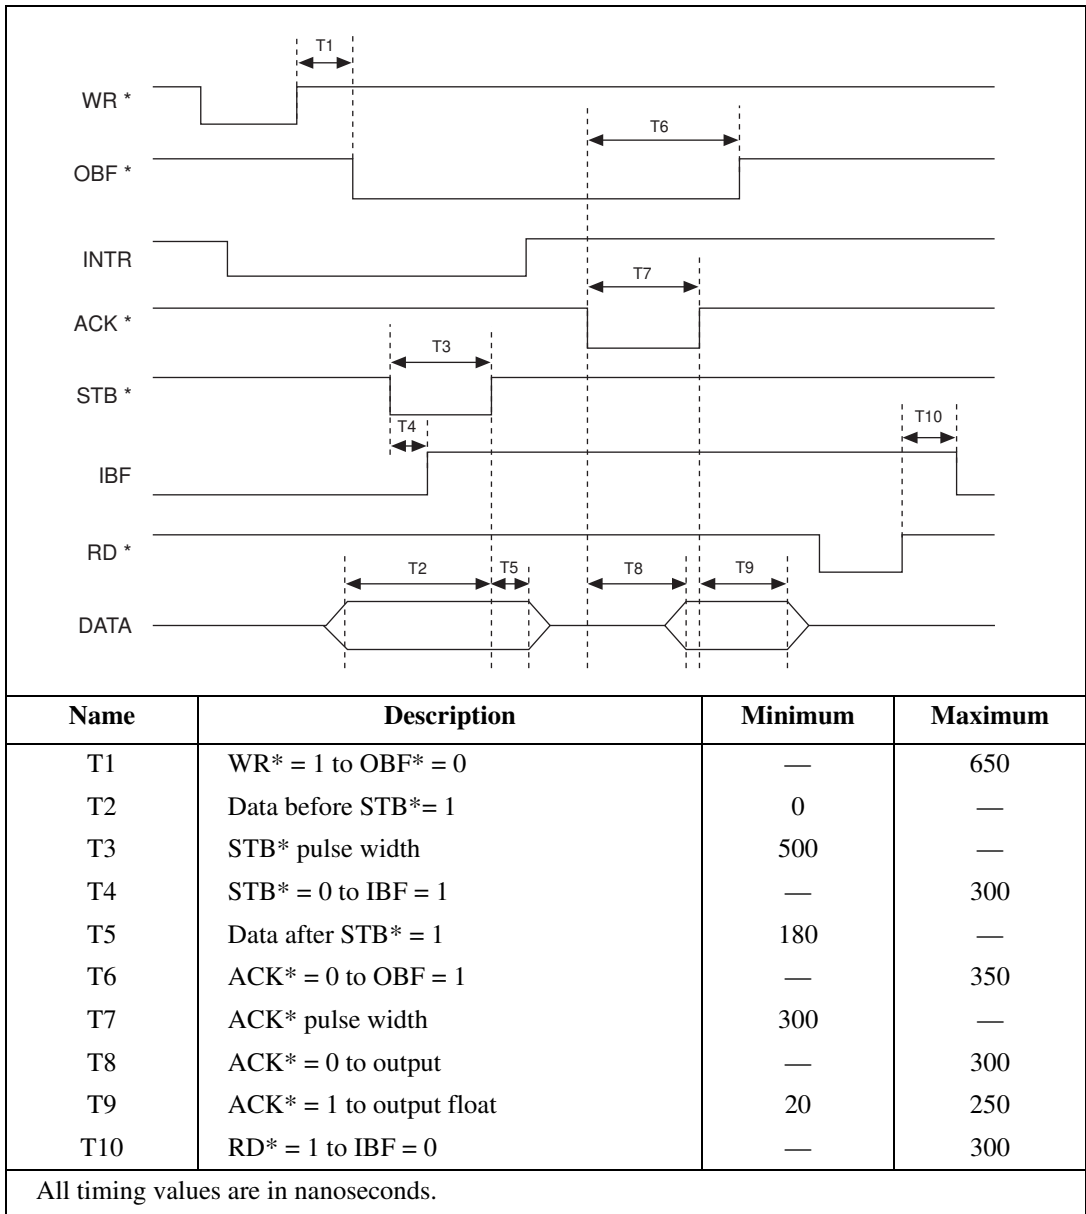 T1
WR *
T6
OBF *
INTR
T7
ACK *
T3
STB *
T4
T10
IBF
RD *
T2 T5 T8 T9
DATA
Name Description Minimum Maximum
T1 WR* = 1 to OBF* = 0 — 650
T2 Data before STB*= 1 0 —
T3 STB* pulse width 500 —
T4 STB* = 0 to IBF = 1 — 300
T5 Data after STB* = 1 180 —
T6 ACK* = 0 to OBF = 1 — 350
T7 ACK* pulse width 300 —
T8 ACK* = 0 to output — 300
T9 ACK* = 1 to output float 20 250
T10 RD* = 1 to IBF = 0 — 300
All timing values are in nanoseconds.